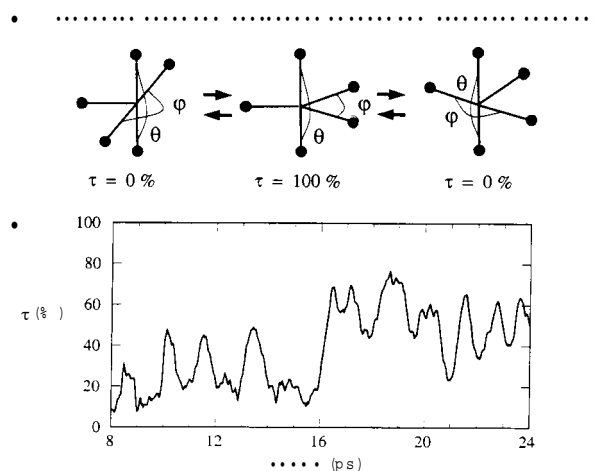 θ φ
θ φ
θ φ
τ = 0 % τ = 100 % τ = 0 %
100
80
60
τ (% )
40
20
0
8 12 16 20 24
(ps)